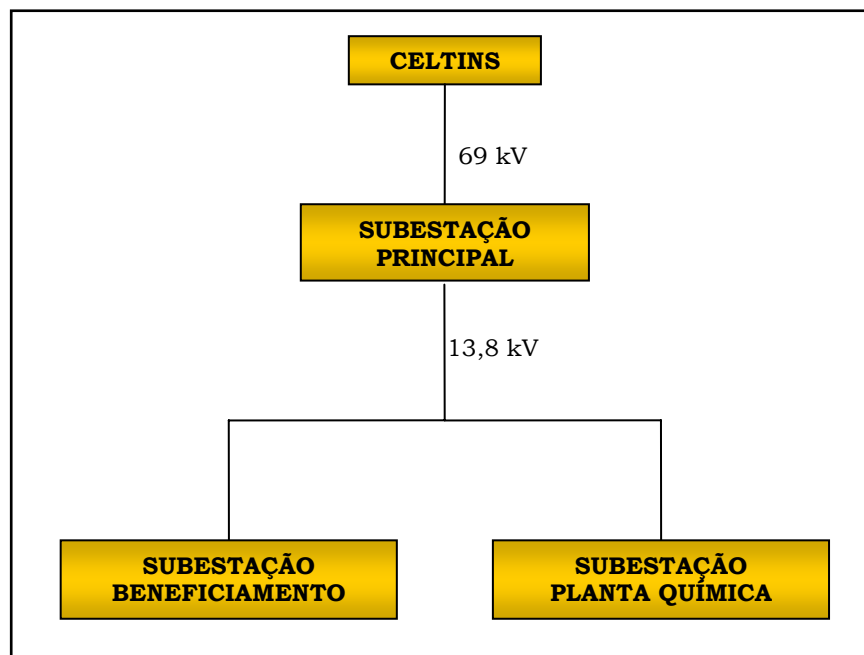 CELTINS
69 kV
SUBESTAÇÃO
PRINCIPAL
13,8 kV
SUBESTAÇÃO
BENEFICIAMENTO
SUBESTAÇÃO
PLANTA QUÍMICA